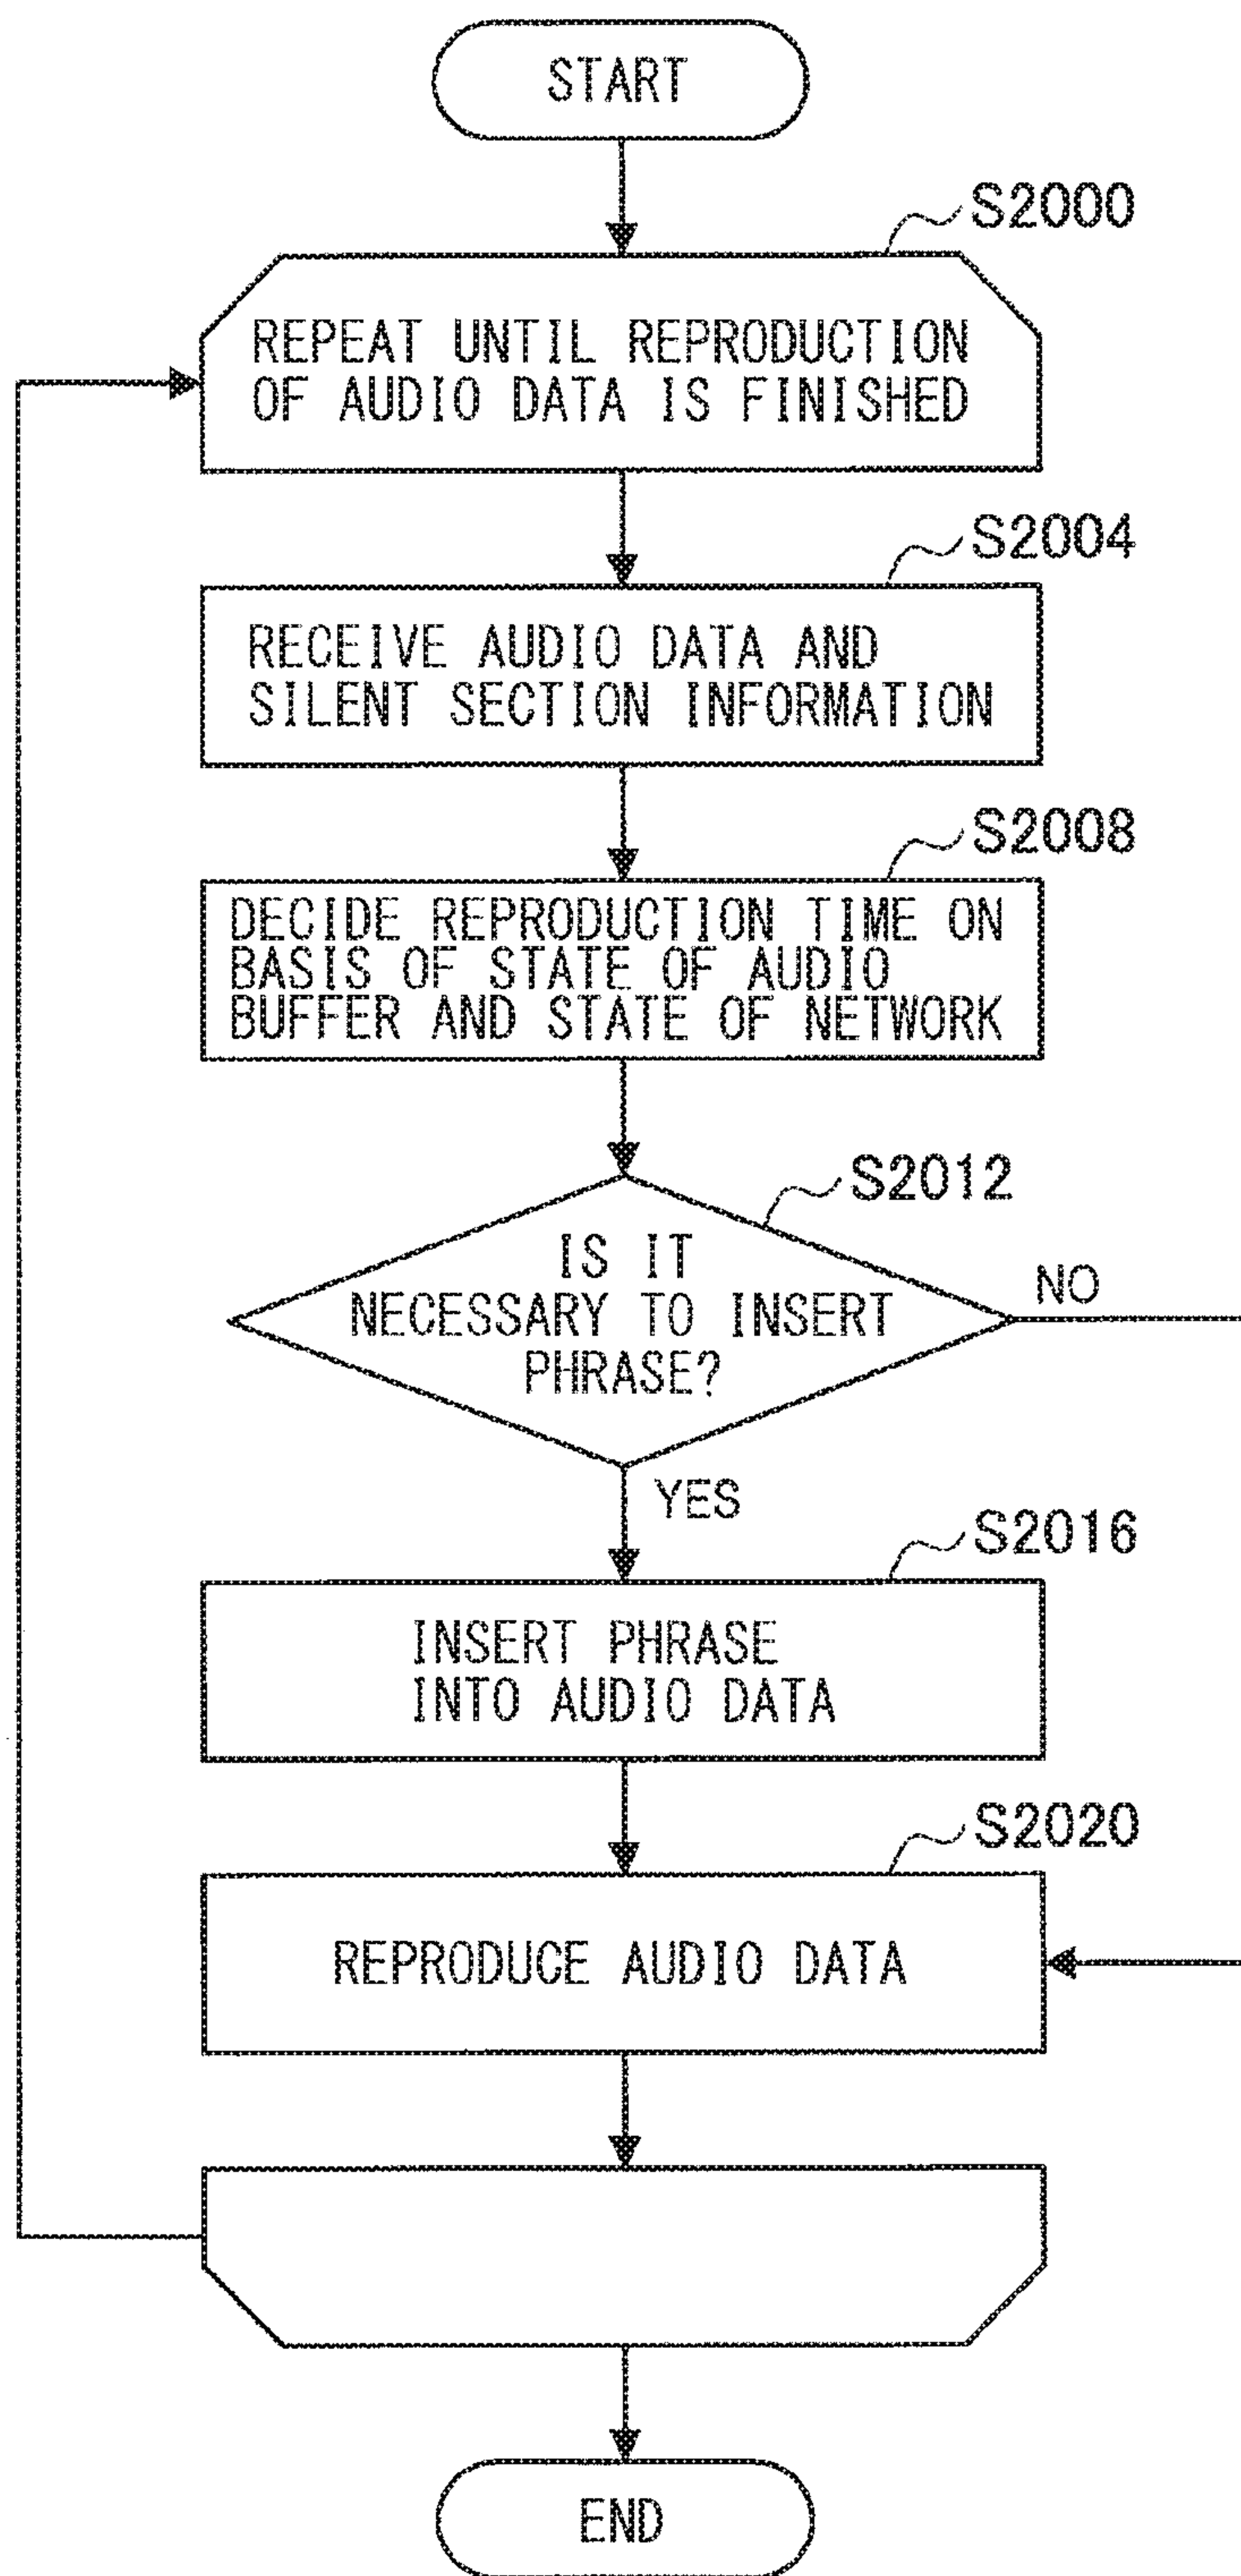 START
S2000
REPEAT UNTIL REPRODUCTION
OF AUDIO DATA IS FINISHED
S2004
RECEIVE AUDIO DATA AND
SILENT SECTION INFORMATION
S2008
DECIDE REPRODUCTION TIME ON
BASIS OF STATE OF AUDIO
BUFFER AND STATE OF NETWORK
S2012
IS IT
NECESSARY TO INSERT
PHRASE?
NO
YES
S2016
INSERT PHRASE
INTO AUDIO DATA
S2020
REPRODUCE AUDIO DATA
END